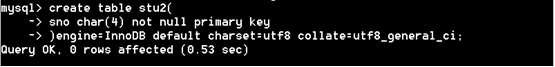 mysql> create table stu2(
    -> sno char(4) not null primary key
    -> )engine=InnoDB default charset=utf8 collate=utf8_general_ci;
Query OK, 0 rows affected (0.53 sec)